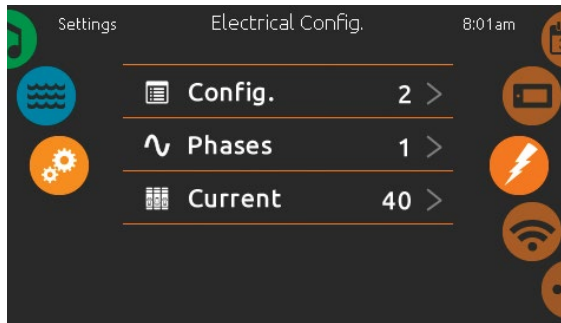 Settings Electrical Config. 8:01am
Config. 2 >
Phases 1 >
Current 40 >